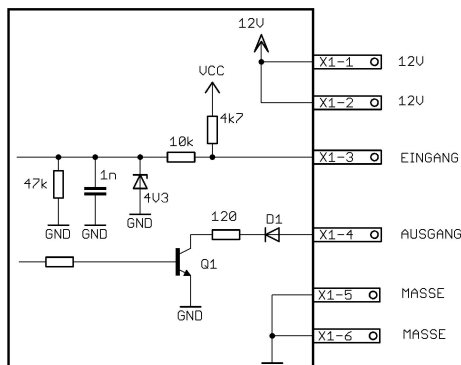 12V
X1-1 12V
VCC
X1-2 12V
4k7
10k
X1-3 EINGANG
47k
1n
4V3
GND
GND
GND
120
D1
X1-4 AUSGANG
Q1
X1-5 MASSE
GND
X1-6 MASSE